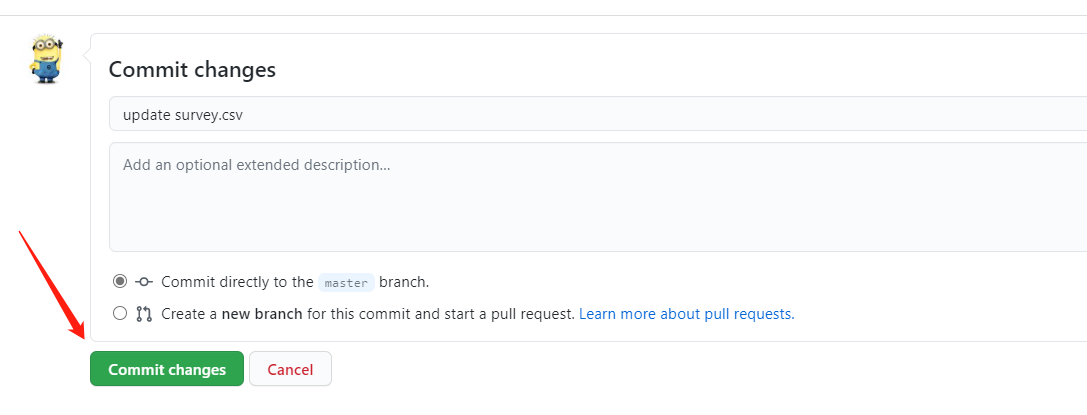 Commit changes
update survey.csv
Add an optional extended description...
Commit directly to the master branch.
Create a new branch for this commit and start a pull request. Learn more about pull requests.
Commit changes Cancel